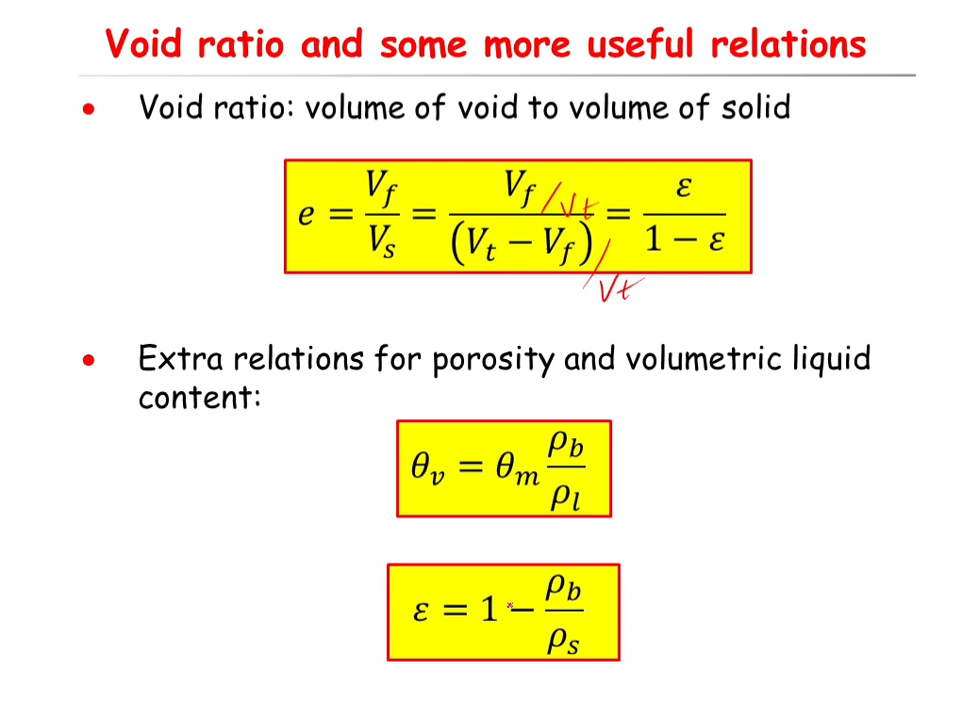 Void ratio and some more useful relations
• Void ratio: volume of void to volume of solid
e = V_f / V_s = V_f / (V_t − V_f) = ε / (1 − ε)
/Vt
/Vt
• Extra relations for porosity and volumetric liquid
content:
θ_v = θ_m ρ_b / ρ_l
ε = 1 − ρ_b / ρ_s